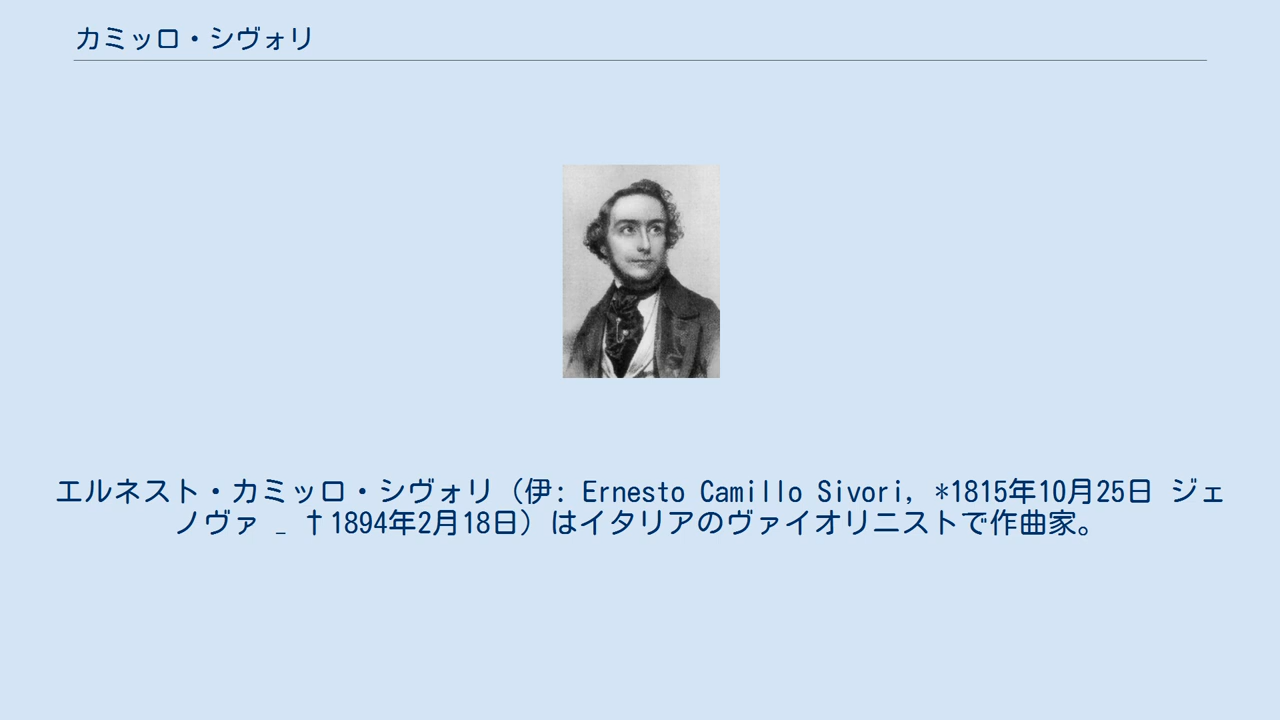 カミッロ・シヴォリ
エルネスト・カミッロ・シヴォリ（伊: Ernesto Camillo Sivori, *1815年10月25日 ジェ
ノヴァ _ †1894年2月18日）はイタリアのヴァイオリニストで作曲家。